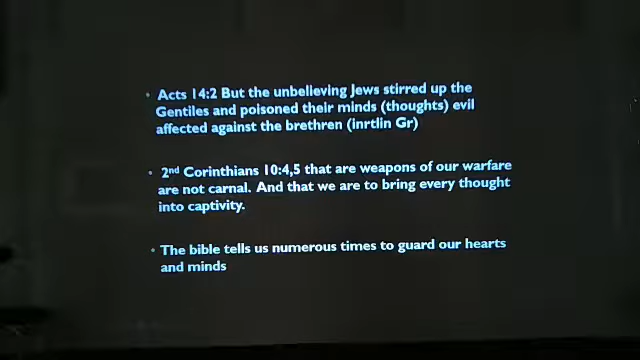 • Acts 14:2 But the unbelieving Jews stirred up the
Gentiles and poisoned their minds (thoughts) evil
affected against the brethren (inrtlin Gr)
• 2nd Corinthians 10:4,5 that are weapons of our warfare
are not carnal. And that we are to bring every thought
into captivity.
• The bible tells us numerous times to guard our hearts
and minds